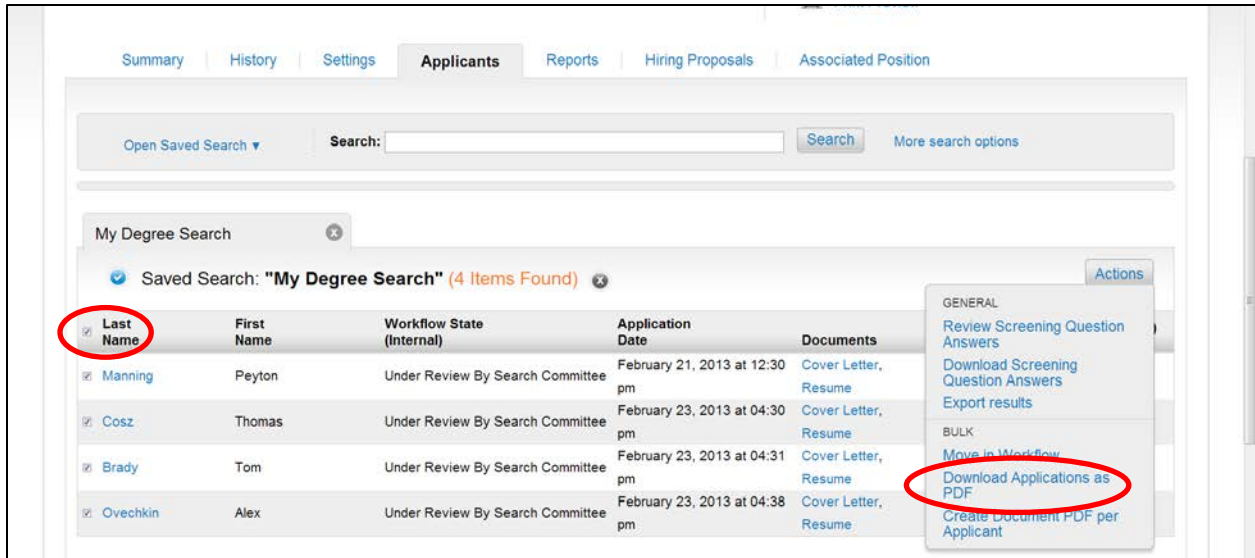 Summary History Settings Applicants Reports Hiring Proposals Associated Position
Open Saved Search ▼ Search: Search More search options
My Degree Search
Saved Search: "My Degree Search" (4 Items Found) Actions
Last Name First Name Workflow State (Internal) Application Date Documents
Manning Peyton Under Review By Search Committee February 21, 2013 at 12:30 pm Cover Letter, Resume
Cosz Thomas Under Review By Search Committee February 23, 2013 at 04:30 pm Cover Letter, Resume
Brady Tom Under Review By Search Committee February 23, 2013 at 04:31 pm Cover Letter, Resume
Ovechkin Alex Under Review By Search Committee February 23, 2013 at 04:38 pm Cover Letter, Resume
GENERAL
Review Screening Question
Answers
Download Screening
Question Answers
Export results
BULK
Move in Workflow
Download Applications as
PDF
Create Document PDF per
Applicant